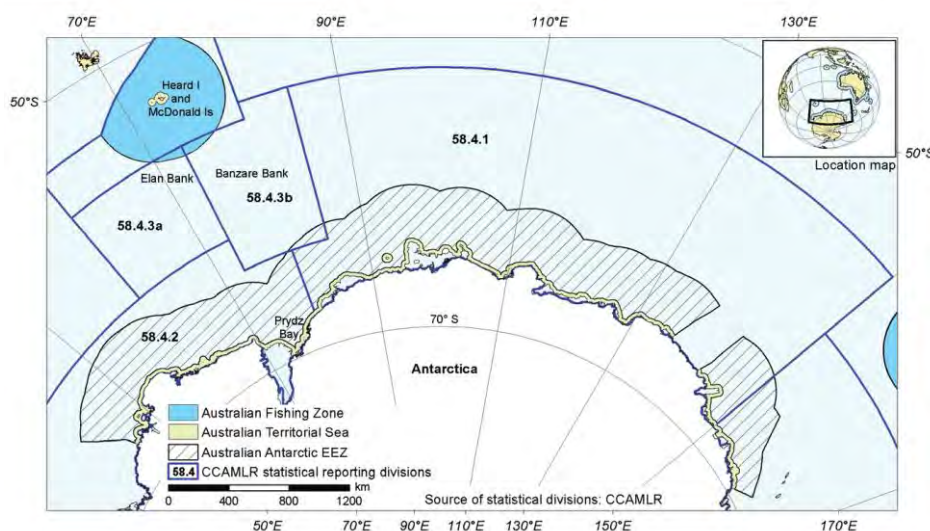 70°E
90°E
110°E
130°E
50°S
Heard I
and
McDonald Is
58.4.1
Location map
50°S
Elan Bank
Banzare Bank
58.4.3b
58.4.3a
58.4.2
Prydz
Bay
70° S
Antarctica
Australian Fishing Zone
Australian Territorial Sea
Australian Antarctic EEZ
58.4 CCAMLR statistical reporting divisions
0 400 800 1200
km
Source of statistical divisions: CCAMLR
50°E
70°E
90°E
110°E
130°E
150°E
170°E